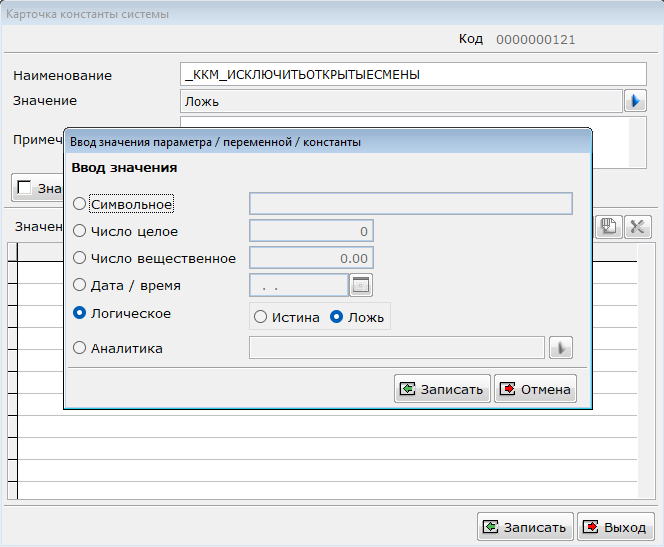 Карточка константы системы
Код 0000000121
Наименование _ККМ_ИСКЛЮЧИТЬОТКРЫТЫЕСМЕНЫ
Значение Ложь
Примеч
Ввод значения параметра / переменной / константы
Ввод значения
Символьное
Число целое 0
Число вещественное 0.00
Дата / время . .
Логическое Истина Ложь
Аналитика
Записать Отмена
Зна
Значен
Записать Выход